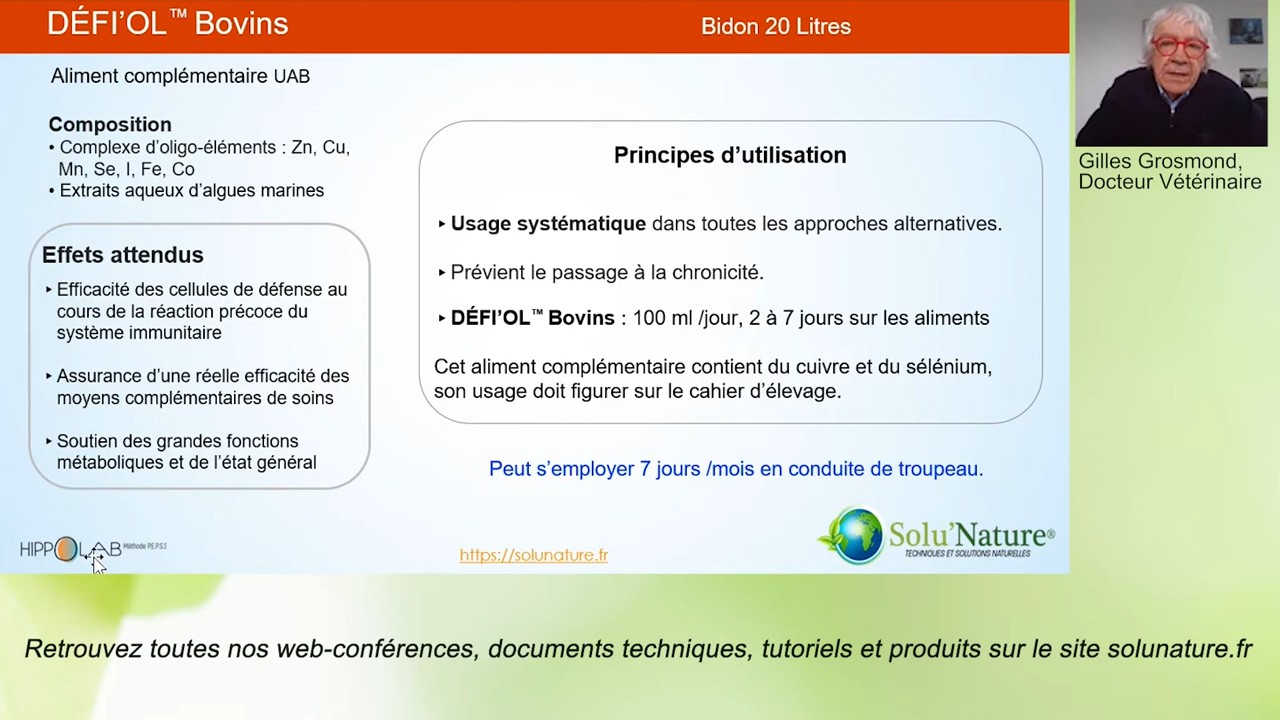 DÉFI’OL™ Bovins
Bidon 20 Litres
Aliment complémentaire UAB
Composition
• Complexe d’oligo-éléments : Zn, Cu,
Mn, Se, I, Fe, Co
• Extraits aqueux d’algues marines
Effets attendus
‣ Efficacité des cellules de défense au
cours de la réaction précoce du
système immunitaire
‣ Assurance d’une réelle efficacité des
moyens complémentaires de soins
‣ Soutien des grandes fonctions
métaboliques et de l’état général
Principes d’utilisation
‣ Usage systématique dans toutes les approches alternatives.
‣ Prévient le passage à la chronicité.
‣ DÉFI’OL™ Bovins : 100 ml /jour, 2 à 7 jours sur les aliments
Cet aliment complémentaire contient du cuivre et du sélénium,
son usage doit figurer sur le cahier d’élevage.
Peut s’employer 7 jours /mois en conduite de troupeau.
HIPPOLAB Méthode P.E.P.S.
https://solunature.fr
Solu’Nature®
TECHNIQUES ET SOLUTIONS NATURELLES
Gilles Grosmond,
Docteur Vétérinaire
Retrouvez toutes nos web-conférences, documents techniques, tutoriels et produits sur le site solunature.fr